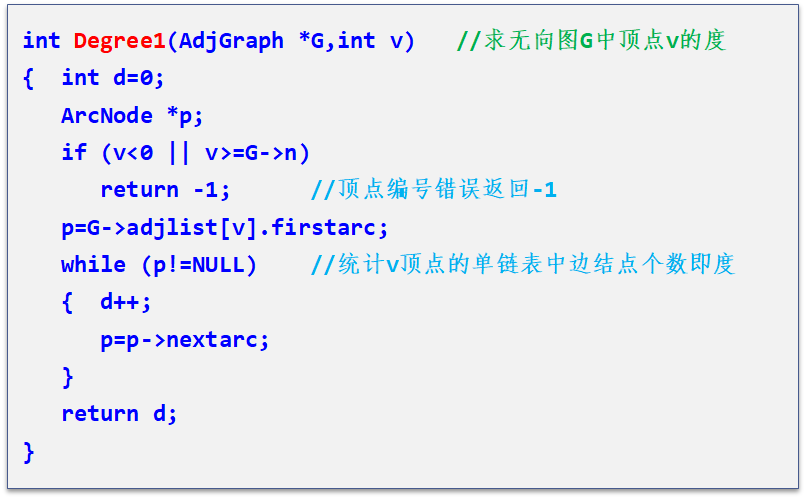 int Degree1(AdjGraph *G,int v)   //求无向图G中顶点v的度
{  int d=0;
   ArcNode *p;
   if (v<0 || v>=G->n)
      return -1;      //顶点编号错误返回-1
   p=G->adjlist[v].firstarc;
   while (p!=NULL)    //统计v顶点的单链表中边结点个数即度
   {  d++;
      p=p->nextarc;
   }
   return d;
}